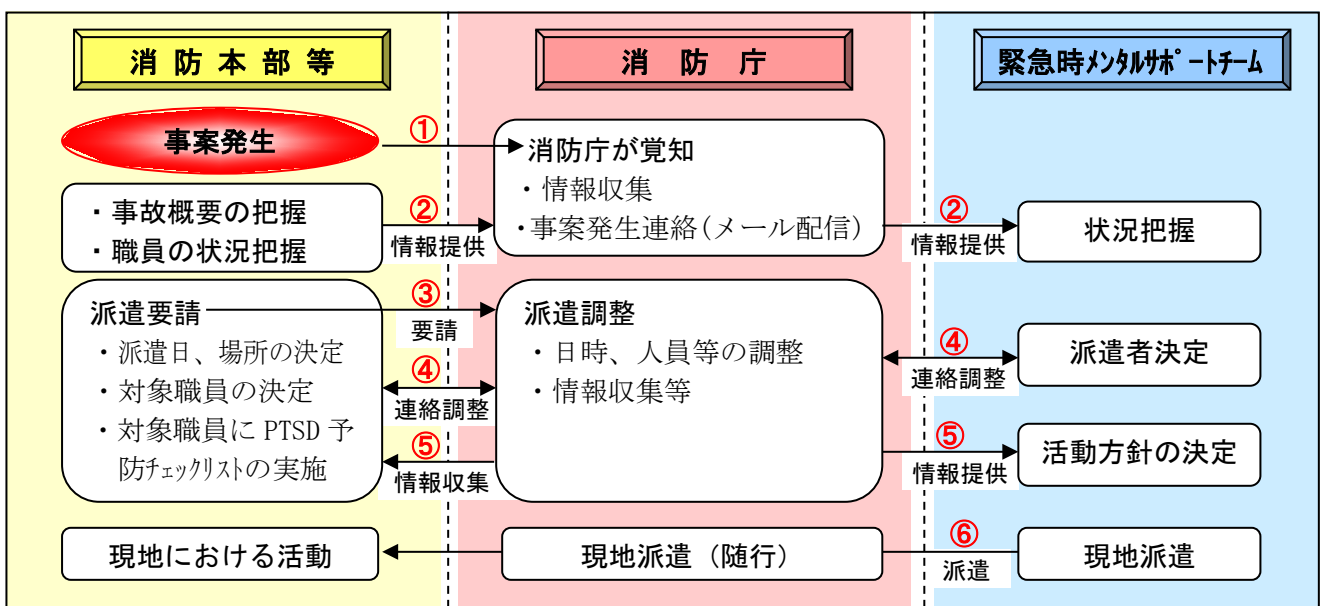 消防本部等
消防庁
緊急時ﾒﾝﾀﾙｻﾎﾟｰﾄﾁｰﾑ
事案発生
①
消防庁が覚知
・情報収集
・事案発生連絡(メール配信)
・事故概要の把握
・職員の状況把握
②
情報提供
②
情報提供
状況把握
派遣要請
・派遣日、場所の決定
・対象職員の決定
・対象職員に PTSD 予
防ﾁｪｯｸﾘｽﾄの実施
③
要請
④
連絡調整
⑤
情報収集
派遣調整
・日時、人員等の調整
・情報収集等
④
連絡調整
派遣者決定
⑤
情報提供
活動方針の決定
現地における活動
現地派遣（随行）
⑥
派遣
現地派遣